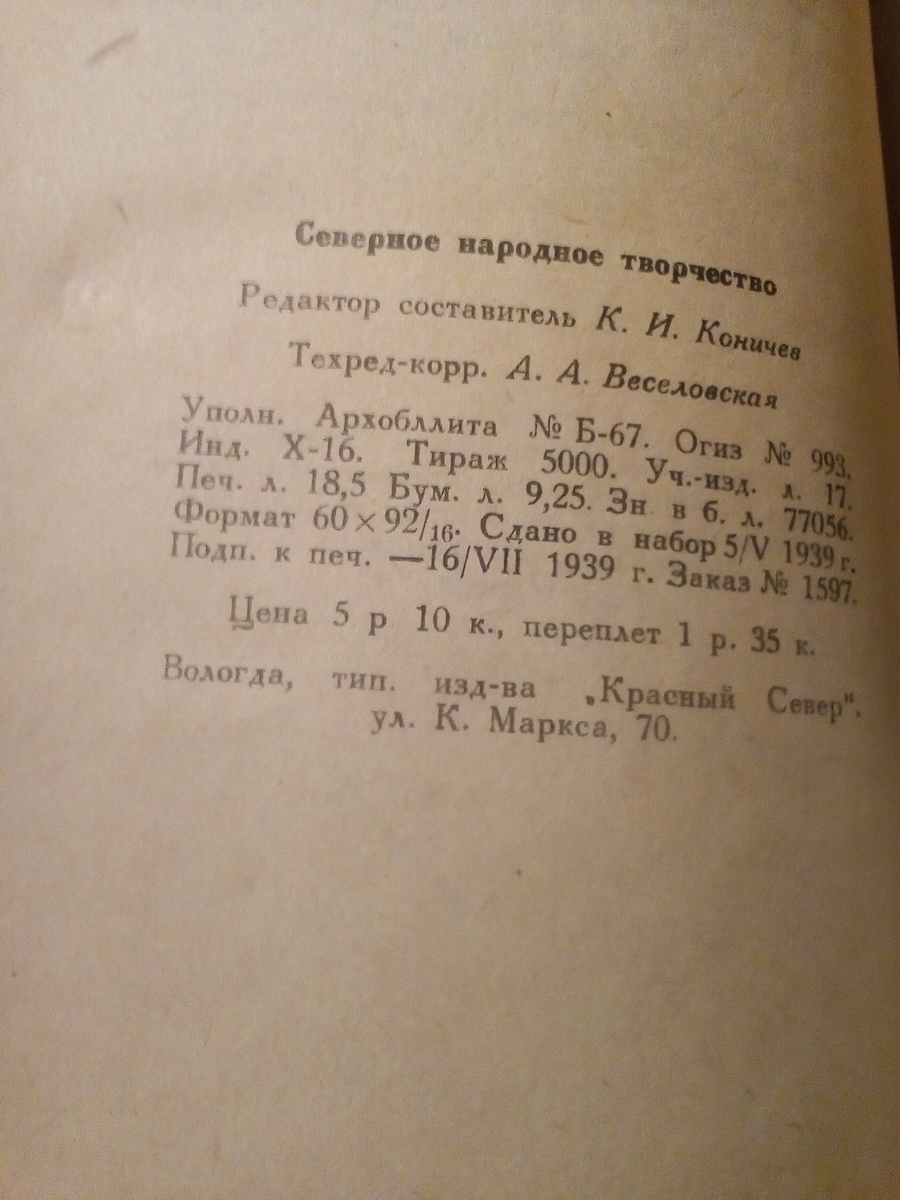 Северное народное творчество
Редактор составитель К. И. Коничев
Техред-корр. А. А. Веселовская
Уполн. Архобллита № Б-67. Огиз № 993.
Инд. Х-16. Тираж 5000. Уч.-изд. л. 17.
Печ. л. 18,5 Бум. л. 9,25. Зн. в б. л. 77056.
Формат 60×92/16. Сдано в набор 5/V 1939 г.
Подп. к печ. —16/VII 1939 г. Заказ № 1597.
Цена 5 р 10 к., переплет 1 р. 35 к.
Вологда, тип. изд-ва „Красный Север“.
ул. К. Маркса, 70.